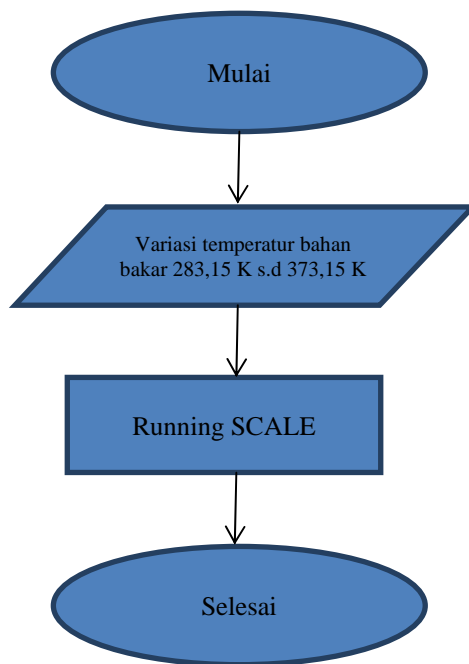 Mulai
Variasi temperatur bahan
bakar 283,15 K s.d 373,15 K
Running SCALE
Selesai